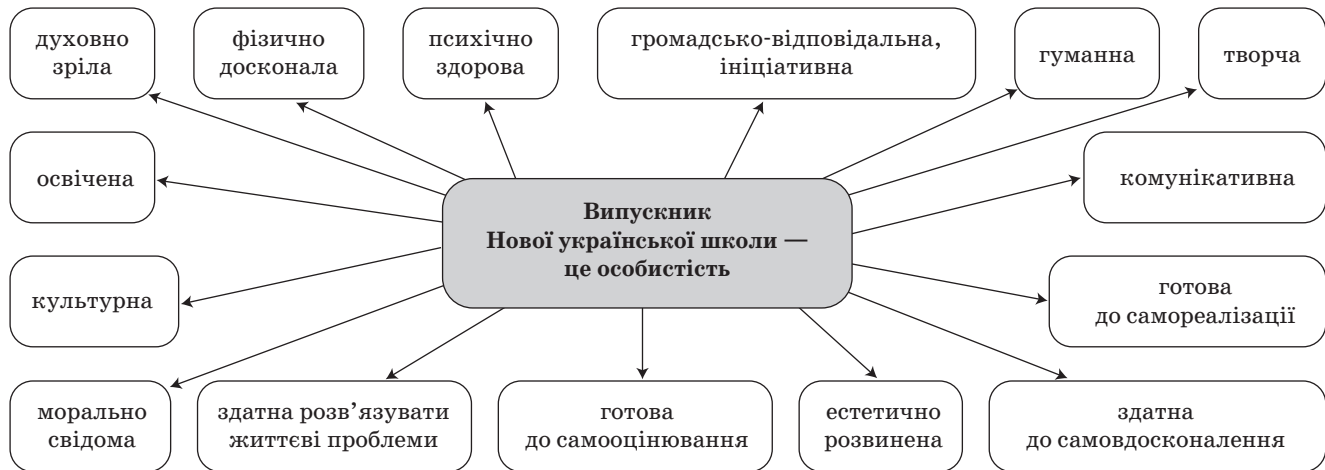 духовно
зріла
фізично
досконала
психічно
здорова
громадсько-відповідальна,
ініціативна
гуманна
творча
освічена
комунікативна
Випускник
Нової української школи —
це особистість
культурна
готова
до самореалізації
морально
свідома
здатна розв’язувати
життєві проблеми
готова
до самооцінювання
естетично
розвинена
здатна
до самовдосконалення